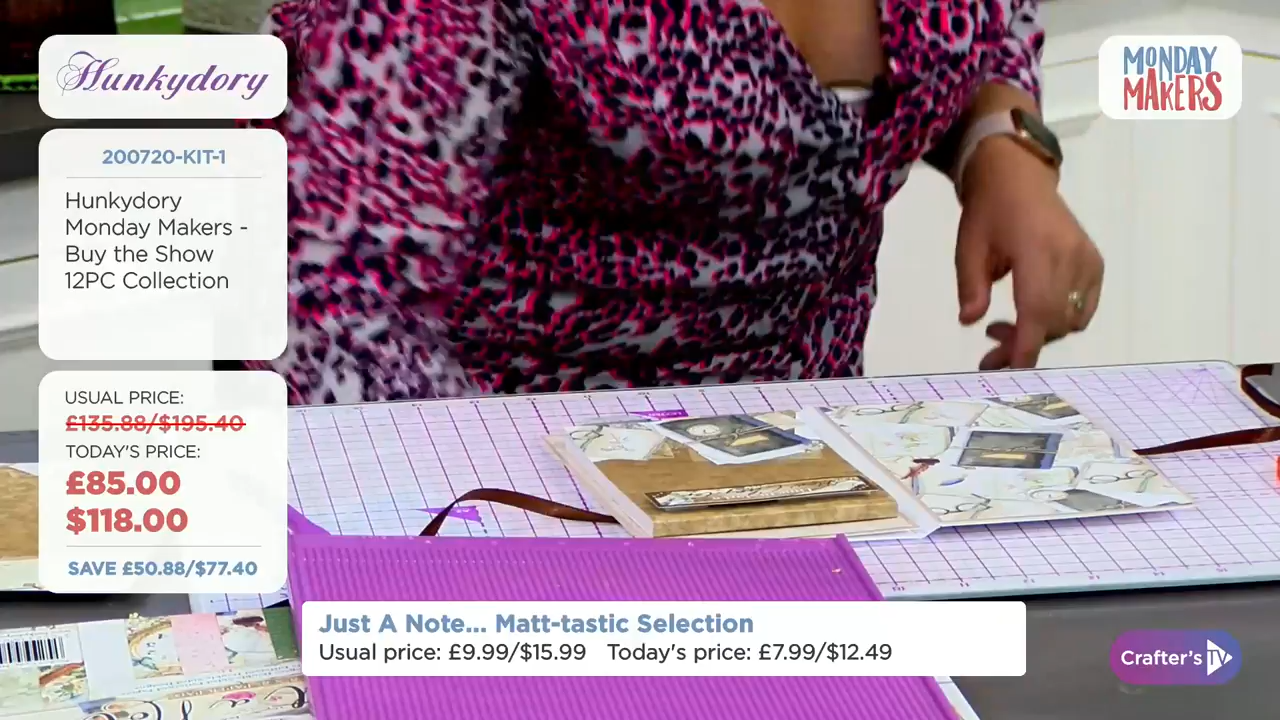 Hunkydory
MONDAY
MAKERS
200720-KIT-1
Hunkydory
Monday Makers -
Buy the Show
12PC Collection
USUAL PRICE:
£135.88/$195.40
TODAY'S PRICE:
£85.00
$118.00
SAVE £50.88/$77.40
Just A Note... Matt-tastic Selection
Usual price: £9.99/$15.99 Today's price: £7.99/$12.49
Crafter's TV